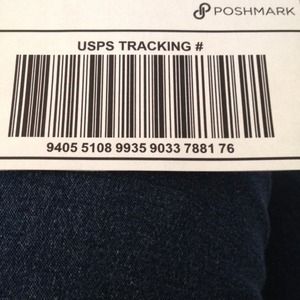 POSHMARK
USPS TRACKING #
9405 5108 9935 9033 7881 76